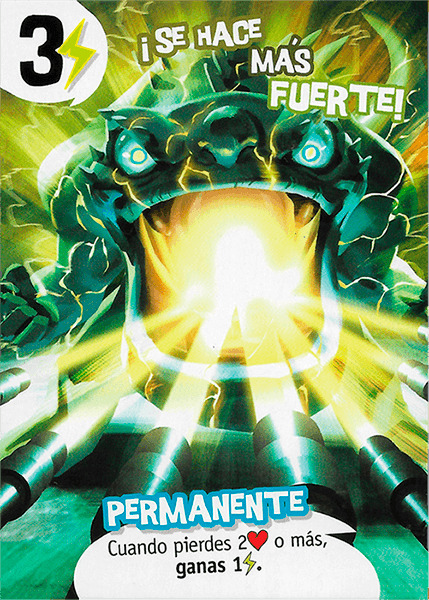 3⚡
¡SE HACE
MÁS
FUERTE!
PERMANENTE
Cuando pierdes 2❤ o más,
ganas 1⚡.